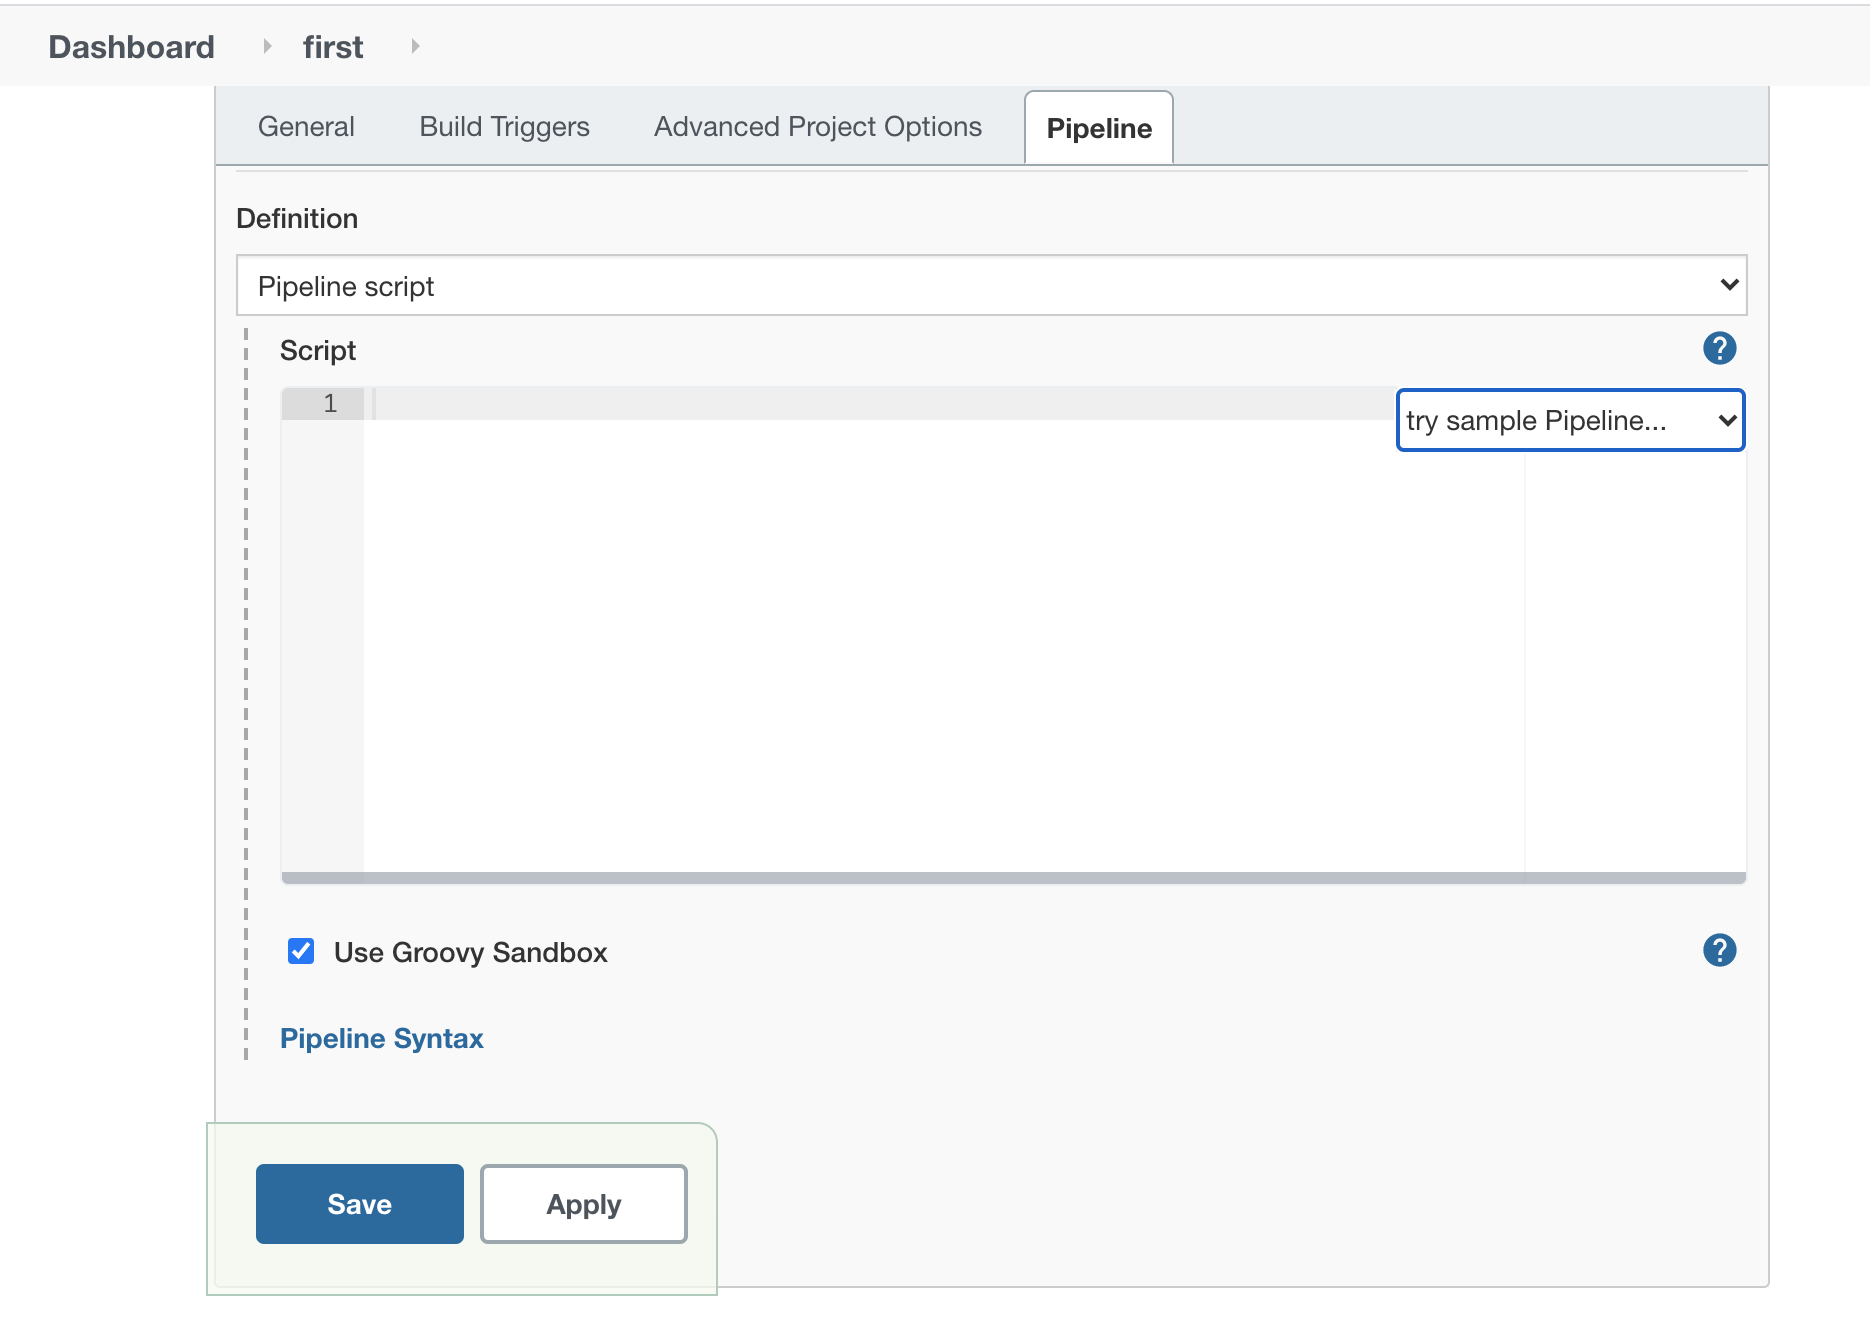 Dashboard first
General Build Triggers Advanced Project Options Pipeline
Definition
Pipeline script
Script ?
1
try sample Pipeline...
Use Groovy Sandbox ?
Pipeline Syntax
Save Apply